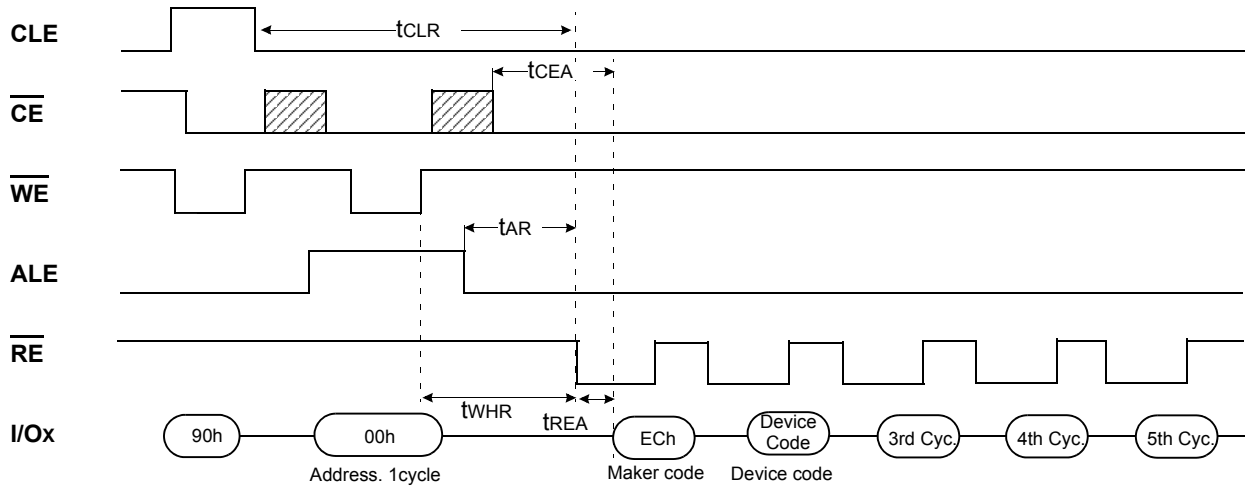 CLE
tCLR
tCEA
CE
WE
tAR
ALE
RE
tWHR
tREA
I/Ox
90h
00h
ECh
Device
Code
3rd Cyc.
4th Cyc.
5th Cyc.
Address. 1cycle
Maker code
Device code